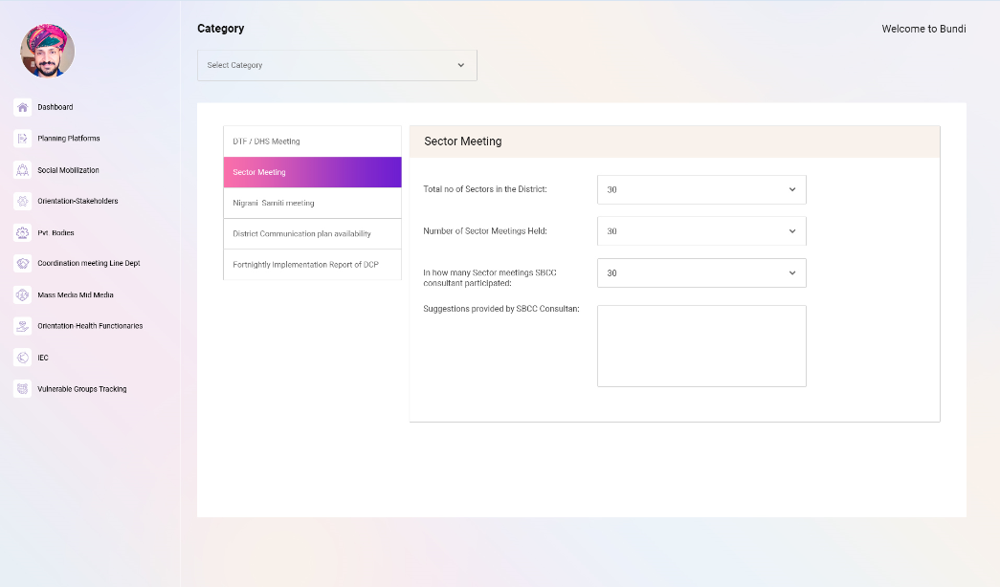 Category
Welcome to Bundi
Select Category
Dashboard
Planning Platforms
Social Mobilization
Orientation-Stakeholders
Pvt. Bodies
Coordination meeting Line Dept
Mass Media Mid Media
Orientation-Health Functionaries
IEC
Vulnerable Groups Tracking
DTF / DHS Meeting
Sector Meeting
Nigrani Samiti meeting
District Communication plan availability
Fortnightly Implementation Report of DCP
Sector Meeting
Total no of Sectors in the District:
30
Number of Sector Meetings Held:
30
In how many Sector meetings SBCC
consultant participated:
30
Suggestions provided by SBCC Consultan: